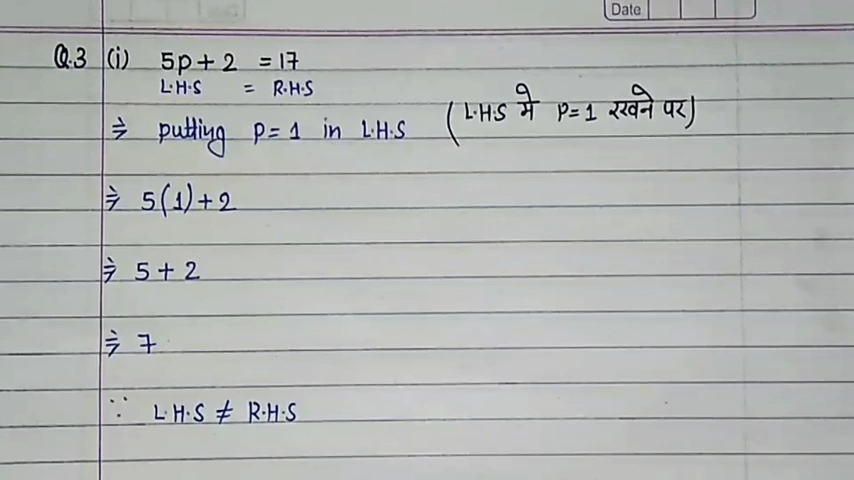 Date
Q.3 (i) 5p + 2 = 17
L.H.S = R.H.S
⇒ putting p = 1 in L.H.S (L.H.S मे P = 1 रखने पर)
⇒ 5(1) + 2
⇒ 5 + 2
⇒ 7
∵ L.H.S ≠ R.H.S